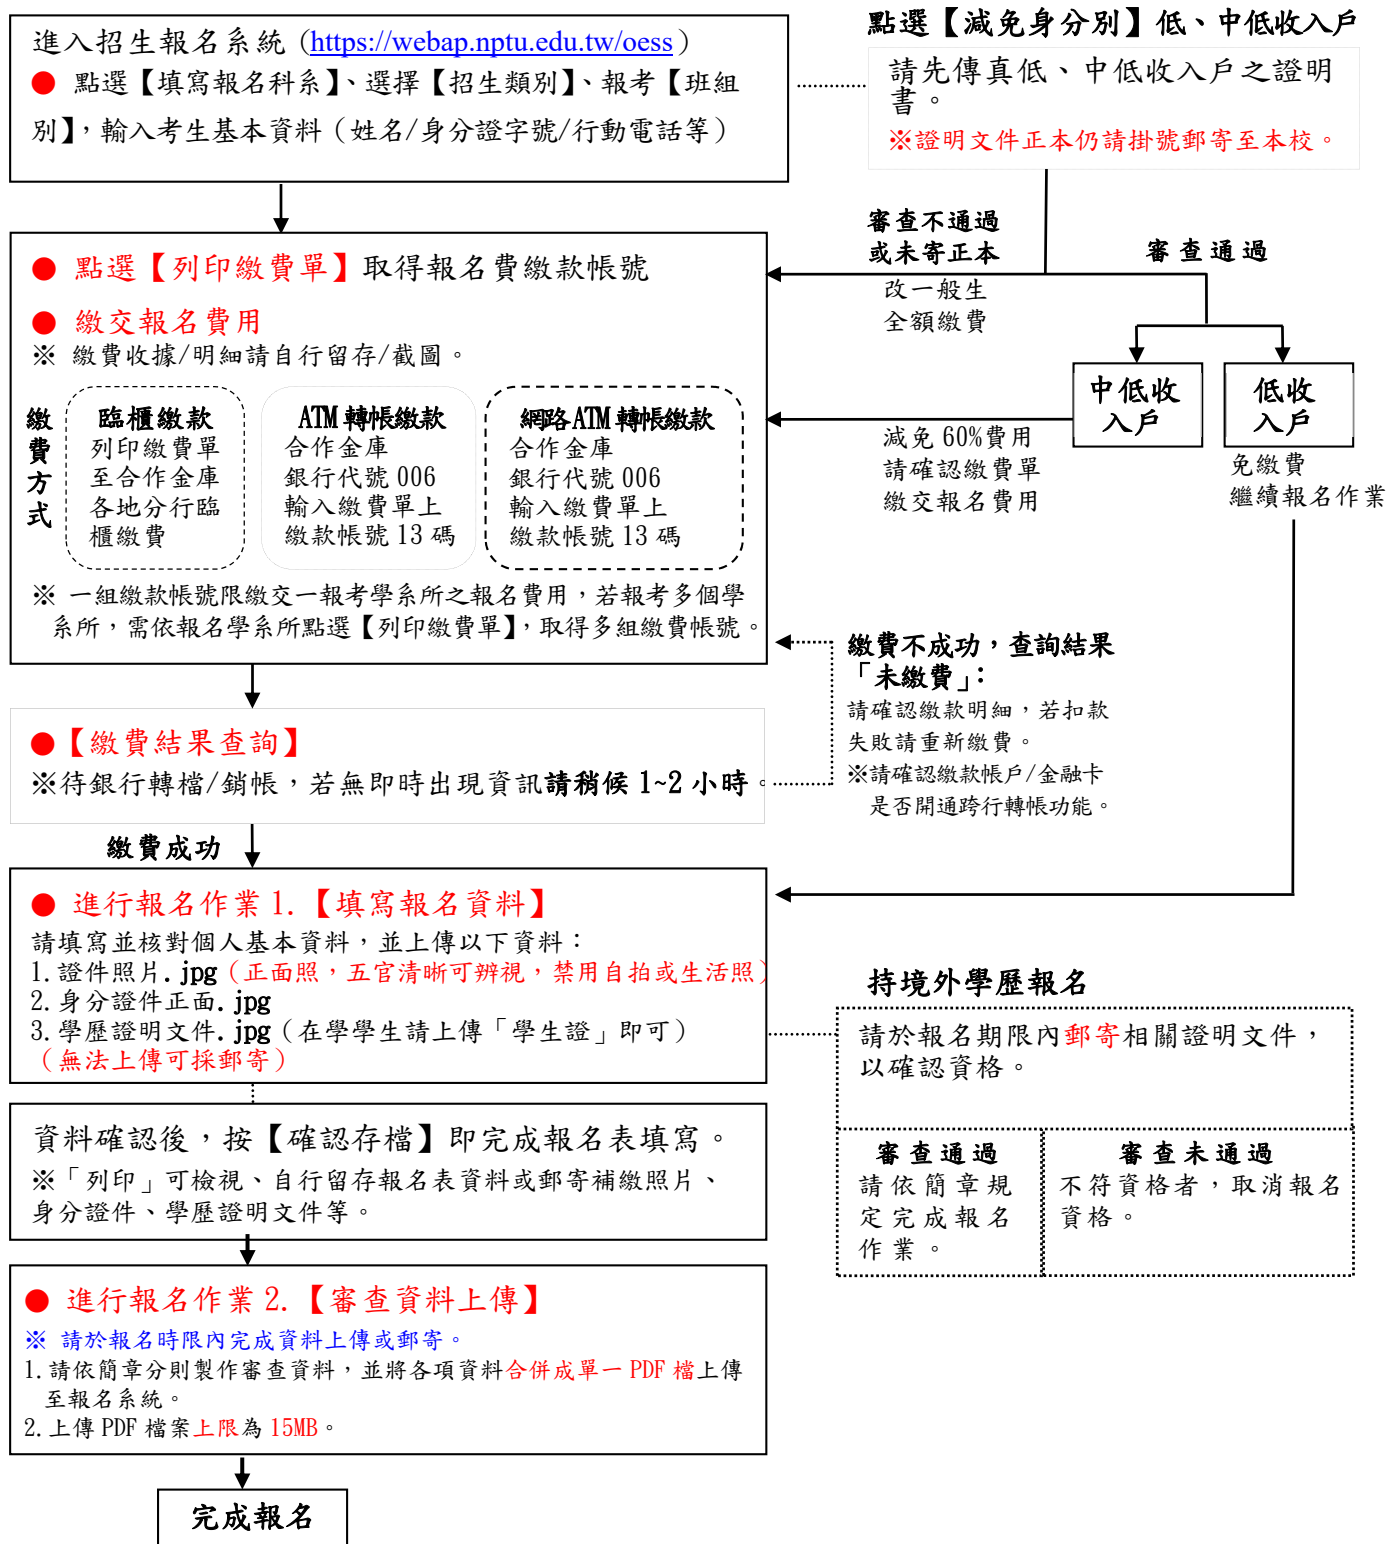 進入招生報名系統 (https://webap.nptu.edu.tw/oess)
● 點選【填寫報名科系】、選擇【招生類別】、報考【班組
別】，輸入考生基本資料（姓名/身分證字號/行動電話等）
點選【減免身分別】低、中低收入戶
請先傳真低、中低收入戶之證明
書。
※證明文件正本仍請掛號郵寄至本校。
審查不通過
或未寄正本
改一般生
全額繳費
審查通過
中低收
入戶
低收
入戶
減免 60%費用
請確認繳費單
繳交報名費用
免繳費
繼續報名作業
● 點選【列印繳費單】取得報名費繳款帳號
● 繳交報名費用
※ 繳費收據/明細請自行留存/截圖。
繳
費
方
式
臨櫃繳款
列印繳費單
至合作金庫
各地分行臨
櫃繳費
ATM 轉帳繳款
合作金庫
銀行代號 006
輸入繳費單上
繳款帳號 13 碼
網路 ATM 轉帳繳款
合作金庫
銀行代號 006
輸入繳費單上
繳款帳號 13 碼
※ 一組繳款帳號限繳交一報考學系所之報名費用，若報考多個學
系所，需依報名學系所點選【列印繳費單】，取得多組繳費帳號。
繳費不成功，查詢結果
「未繳費」：
請確認繳款明細，若扣款
失敗請重新繳費。
※請確認繳款帳戶/金融卡
是否開通跨行轉帳功能。
●【繳費結果查詢】
※待銀行轉檔/銷帳，若無即時出現資訊請稍候 1~2 小時。
繳費成功
● 進行報名作業 1.【填寫報名資料】
請填寫並核對個人基本資料，並上傳以下資料：
1.證件照片.jpg（正面照，五官清晰可辨視，禁用自拍或生活照）
2.身分證件正面.jpg
3.學歷證明文件.jpg（在學學生請上傳「學生證」即可）
（無法上傳可採郵寄）
持境外學歷報名
請於報名期限內郵寄相關證明文件，
以確認資格。
審查通過
請依簡章規
定完成報名
作業。
審查未通過
不符資格者，取消報名
資格。
資料確認後，按【確認存檔】即完成報名表填寫。
※「列印」可檢視、自行留存報名表資料或郵寄補繳照片、
身分證件、學歷證明文件等。
● 進行報名作業 2.【審查資料上傳】
※ 請於報名時限內完成資料上傳或郵寄。
1.請依簡章分則製作審查資料，並將各項資料合併成單一 PDF 檔上傳
至報名系統。
2.上傳 PDF 檔案上限為 15MB。
完成報名